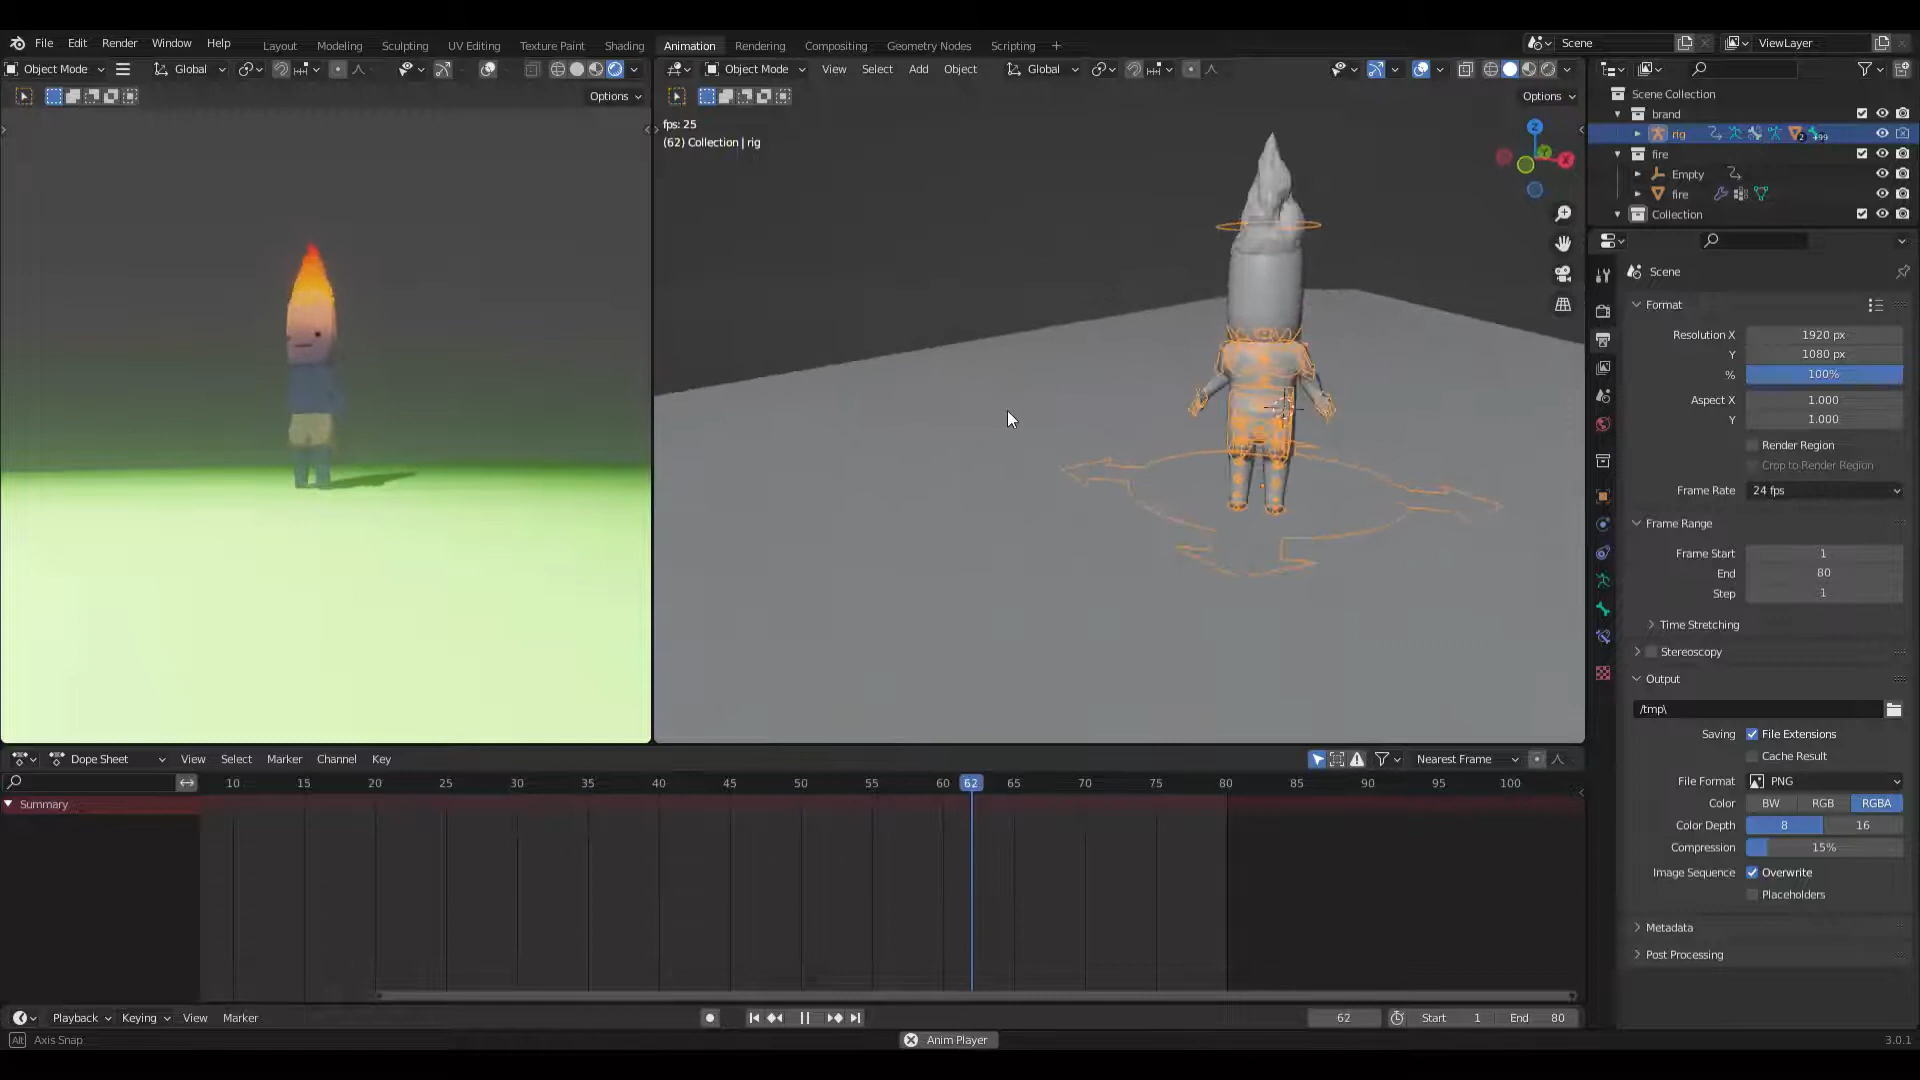 File Edit Render Window Help
Layout Modeling Sculpting UV Editing Texture Paint Shading Animation Rendering Compositing Geometry Nodes Scripting +
Scene
ViewLayer
Object Mode
Global
Options
Object Mode
View Select Add Object
Global
Options
fps: 25
(62) Collection | rig
Z
Y
X
Scene Collection
brand
rig
2
+99
fire
Empty
fire
Collection
Scene
Format
Resolution X 1920 px
Y 1080 px
% 100%
Aspect X 1.000
Y 1.000
Render Region
Crop to Render Region
Frame Rate 24 fps
Frame Range
Frame Start 1
End 80
Step 1
Time Stretching
Stereoscopy
Output
/tmp\
Saving File Extensions
Cache Result
File Format PNG
Color BW RGB RGBA
Color Depth 8 16
Compression 15%
Image Sequence Overwrite
Placeholders
Metadata
Post Processing
Dope Sheet View Select Marker Channel Key
Nearest Frame
10 15 20 25 30 35 40 45 50 55 60 62 65 70 75 80 85 90 95 100
Summary
Playback Keying View Marker
62 Start 1 End 80
Alt Axis Snap
Anim Player
3.0.1